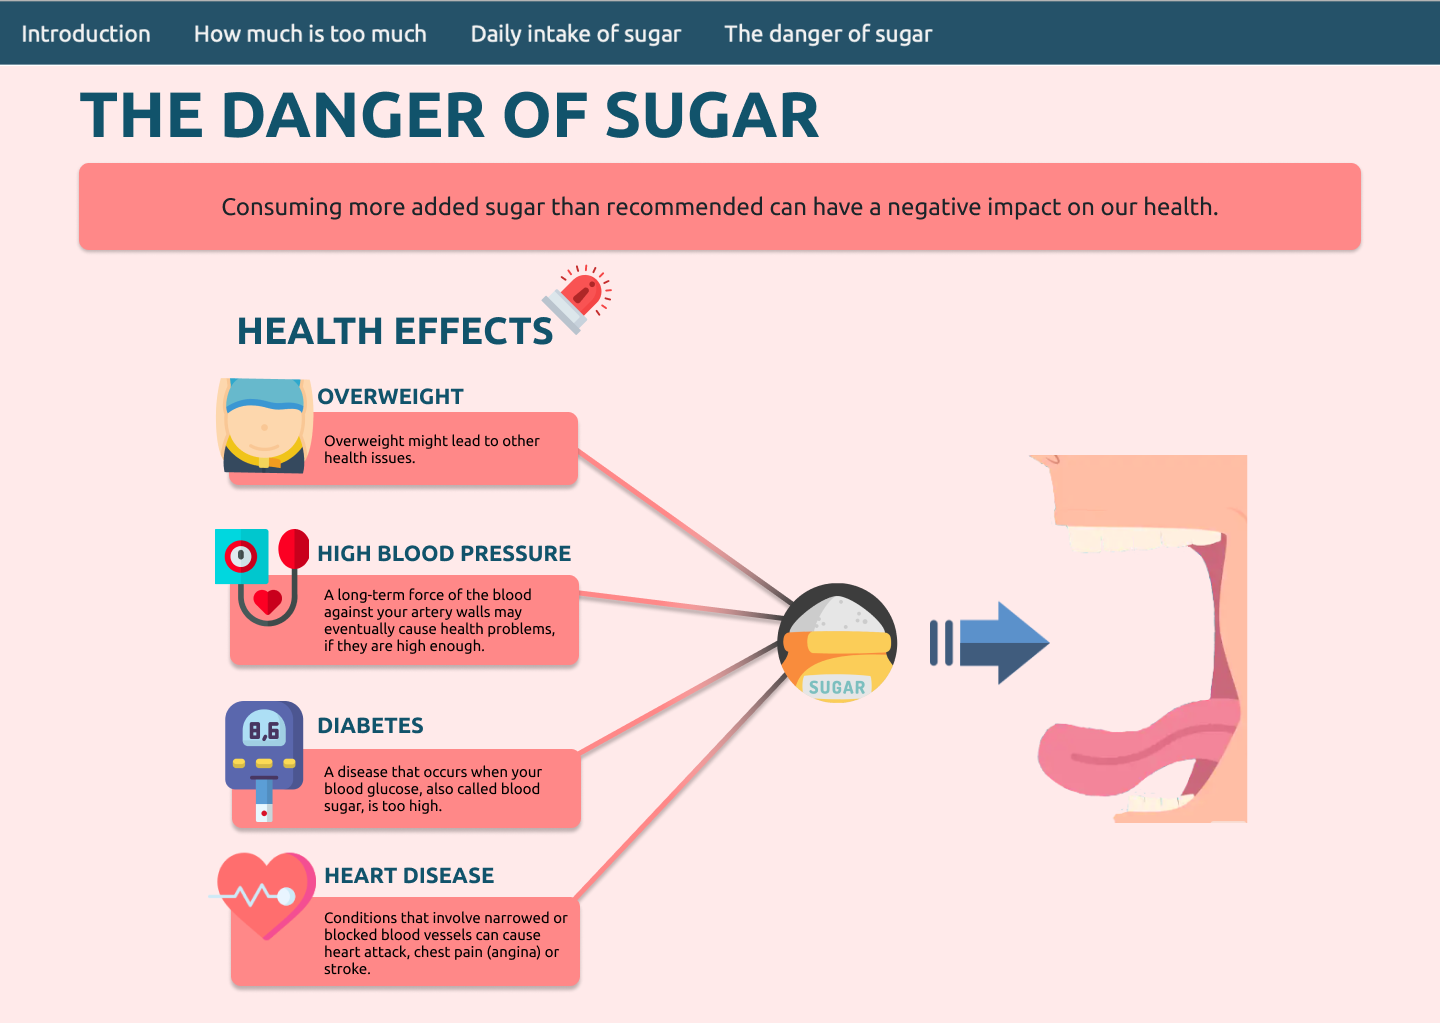 Introduction
How much is too much
Daily intake of sugar
The danger of sugar
THE DANGER OF SUGAR
Consuming more added sugar than recommended can have a negative impact on our health.
HEALTH EFFECTS
OVERWEIGHT
Overweight might lead to other
health issues.
HIGH BLOOD PRESSURE
A long-term force of the blood
against your artery walls may
eventually cause health problems,
if they are high enough.
8,6
DIABETES
A disease that occurs when your
blood glucose, also called blood
sugar, is too high.
HEART DISEASE
Conditions that involve narrowed or
blocked blood vessels can cause
heart attack, chest pain (angina) or
stroke.
SUGAR